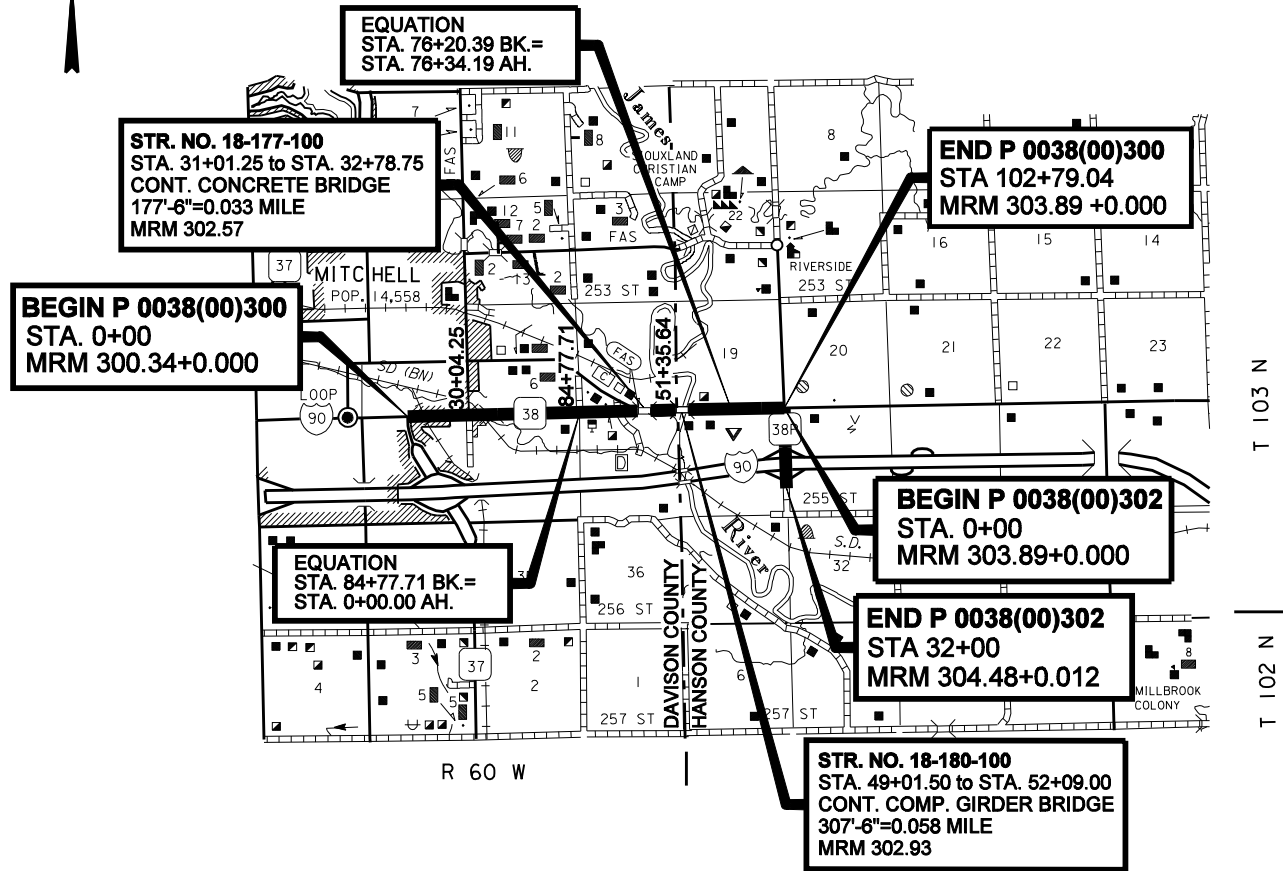 EQUATION
STA. 76+20.39 BK.=
STA. 76+34.19 AH.
STR. NO. 18-177-100
STA. 31+01.25 to STA. 32+78.75
CONT. CONCRETE BRIDGE
177'-6"=0.033 MILE
MRM 302.57
END P 0038(00)300
STA 102+79.04
MRM 303.89 +0.000
BEGIN P 0038(00)300
STA. 0+00
MRM 300.34+0.000
James
7
FAS
11
8
6
SIOUXLAND
CHRISTIAN
CAMP
8
12
5
7
2
3
FAS
22
16
15
14
37
MITCHELL
POP. 14,558
2
13
2
253 ST
RIVERSIDE
253 ST
SD (BN)
30+04.25
84+77.71
51+35.64
FAS
C
19
20
21
22
23
6
LOOP
90
38
38P
90
255 ST
T 103 N
River
S.D.
32
BEGIN P 0038(00)302
STA. 0+00
MRM 303.89+0.000
EQUATION
STA. 84+77.71 BK.=
STA. 0+00.00 AH.
36
256 ST
DAVISON COUNTY
HANSON COUNTY
END P 0038(00)302
STA 32+00
MRM 304.48+0.012
T 102 N
4
3
5
5
37
2
2
1
257 ST
6
257 ST
8
MILLBROOK
COLONY
R 60 W
STR. NO. 18-180-100
STA. 49+01.50 to STA. 52+09.00
CONT. COMP. GIRDER BRIDGE
307'-6"=0.058 MILE
MRM 302.93